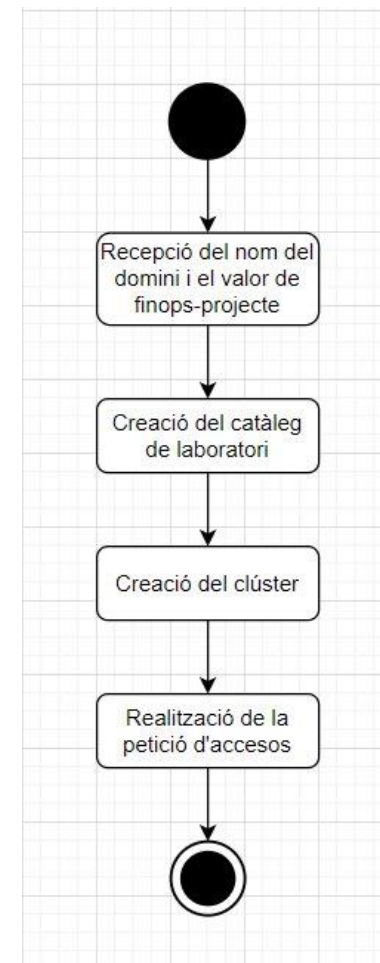 Recepció del nom del
domini i el valor de
finops-projecte
Creació del catàleg
de laboratori
Creació del clúster
Realització de la
petició d'accesos